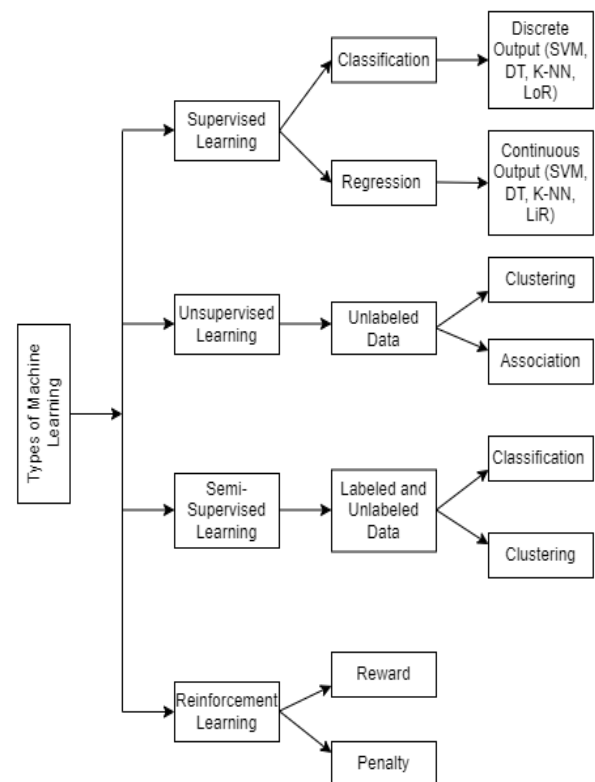 Types of Machine
Learning
Supervised
Learning
Classification
Discrete
Output (SVM,
DT, K-NN,
LoR)
Regression
Continuous
Output (SVM,
DT, K-NN,
LiR)
Unsupervised
Learning
Unlabeled
Data
Clustering
Association
Semi-
Supervised
Learning
Labeled and
Unlabeled
Data
Classification
Clustering
Reinforcement
Learning
Reward
Penalty